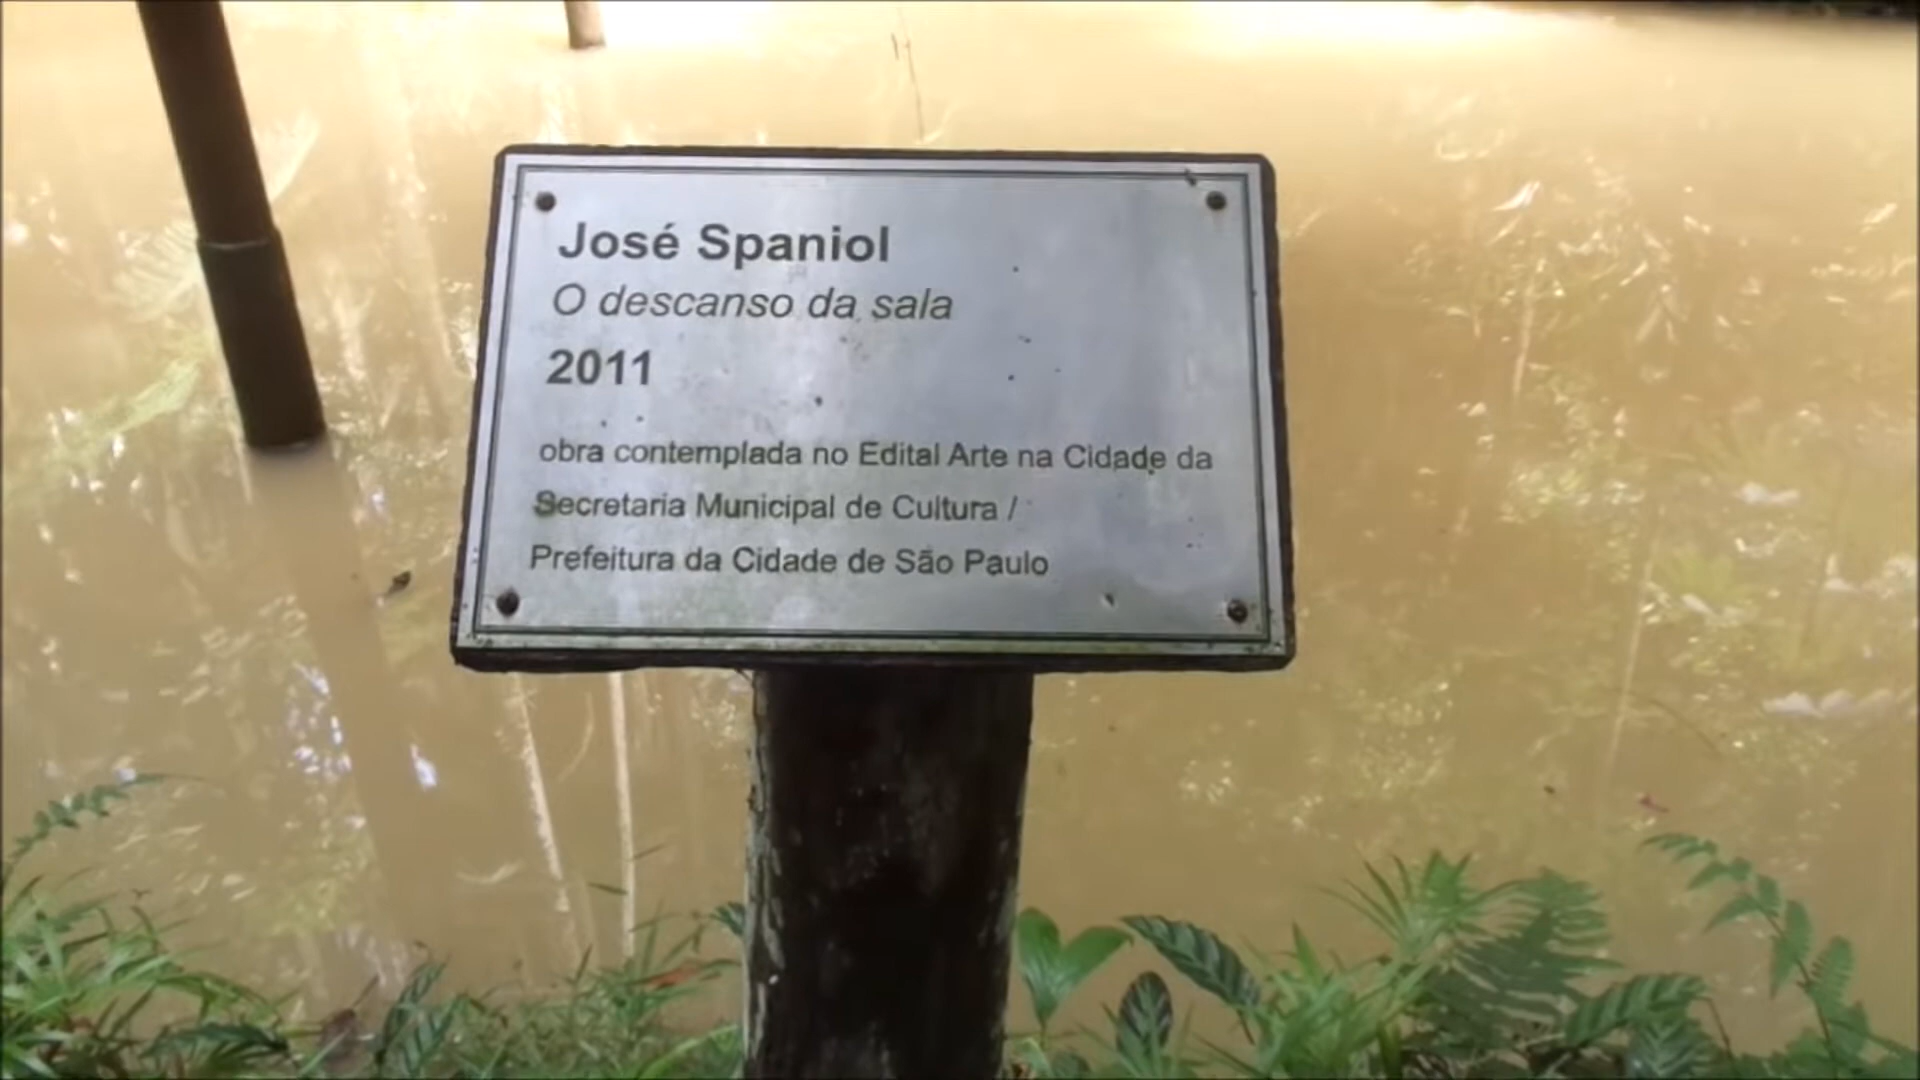 José Spaniol
O descanso da sala
2011
obra contemplada no Edital Arte na Cidade da
Secretaria Municipal de Cultura /
Prefeitura da Cidade de São Paulo